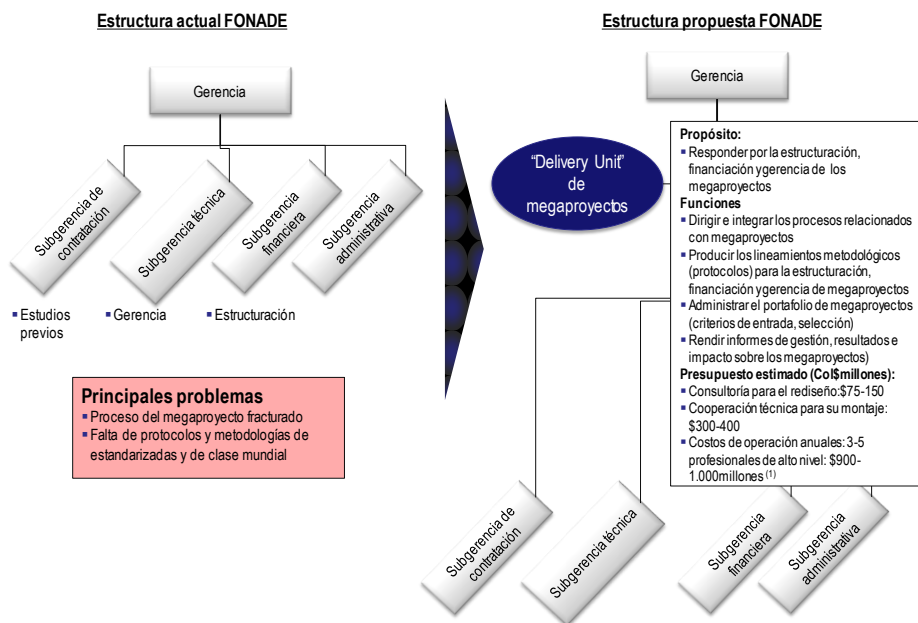 Estructura actual FONADE
Gerencia
Subgerencia de
contratación
Subgerencia técnica
Subgerencia
financiera
Subgerencia
administrativa
▪ Estudios
previos
▪ Gerencia
▪ Estructuración
Principales problemas
▪ Proceso del megaproyecto fracturado
▪ Falta de protocolos y metodologías de
estandarizadas y de clase mundial
Estructura propuesta FONADE
Gerencia
"Delivery Unit"
de
megaproyectos
Propósito:
▪ Responder por la estructuración,
financiación ygerencia de los
megaproyectos
Funciones
▪ Dirigir e integrar los procesos relacionados
con megaproyectos
▪ Producir los lineamientos metodológicos
(protocolos) para la estructuración,
financiación y gerencia de megaproyectos
▪ Administrar el portafolio de megaproyectos
(criterios de entrada, selección)
▪ Rendir informes de gestión, resultados e
impacto sobre los megaproyectos)
Presupuesto estimado (Col$millones):
▪ Consultoría para el rediseño:$75-150
▪ Cooperación técnica para su montaje:
$300-400
▪ Costos de operación anuales: 3-5
profesionales de alto nivel: $900-
1.000millones (1)
Subgerencia de
contratación
Subgerencia técnica
Subgerencia
financiera
Subgerencia
administrativa